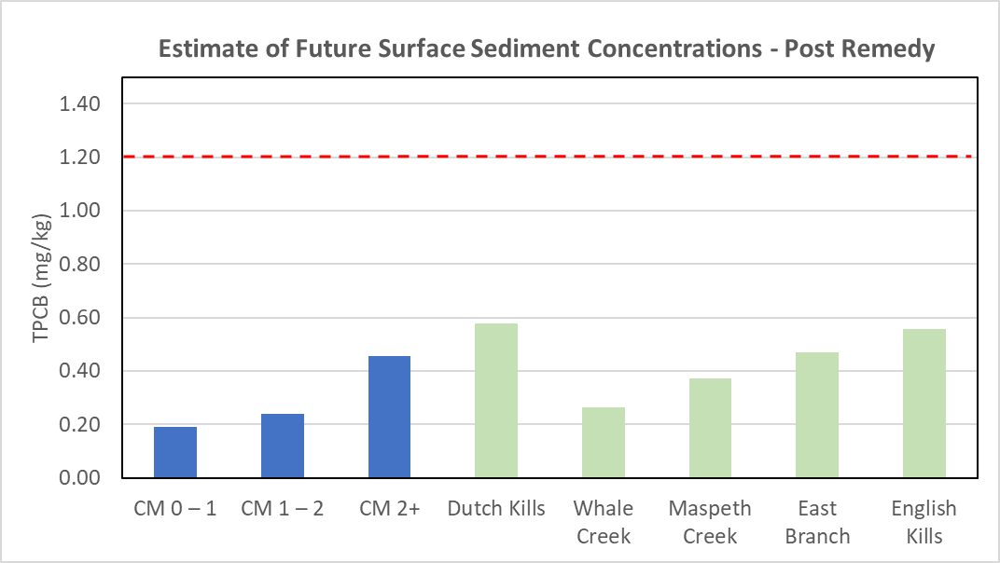 Estimate of Future Surface Sediment Concentrations - Post Remedy
TPCB (mg/kg)
1.40
1.20
1.00
0.80
0.60
0.40
0.20
0.00
CM 0 – 1
CM 1 – 2
CM 2+
Dutch Kills
Whale
Creek
Maspeth
Creek
East
Branch
English
Kills